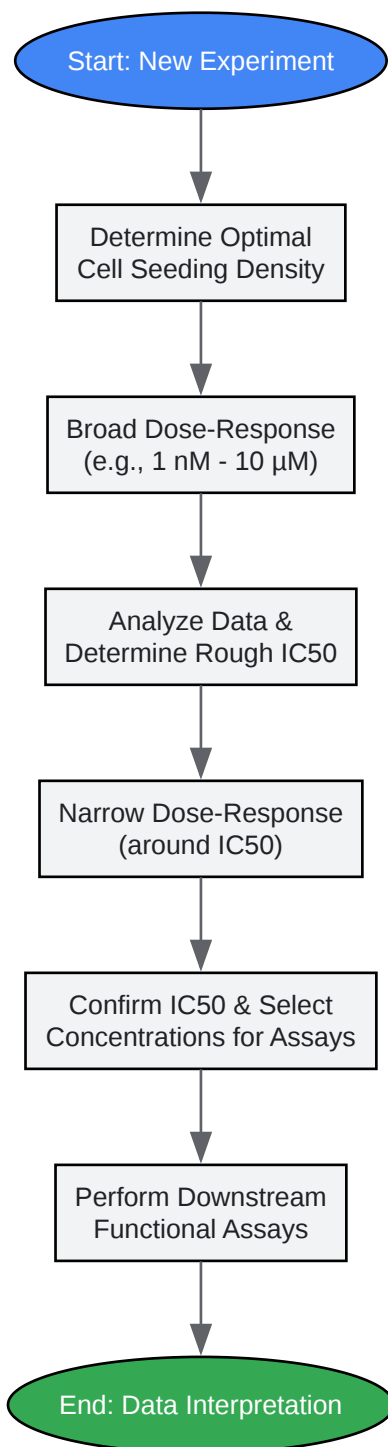 Start: New Experiment
Determine Optimal
Cell Seeding Density
Broad Dose-Response
(e.g., 1 nM - 10 µM)
Analyze Data &
Determine Rough IC50
Narrow Dose-Response
(around IC50)
Confirm IC50 & Select
Concentrations for Assays
Perform Downstream
Functional Assays
End: Data Interpretation